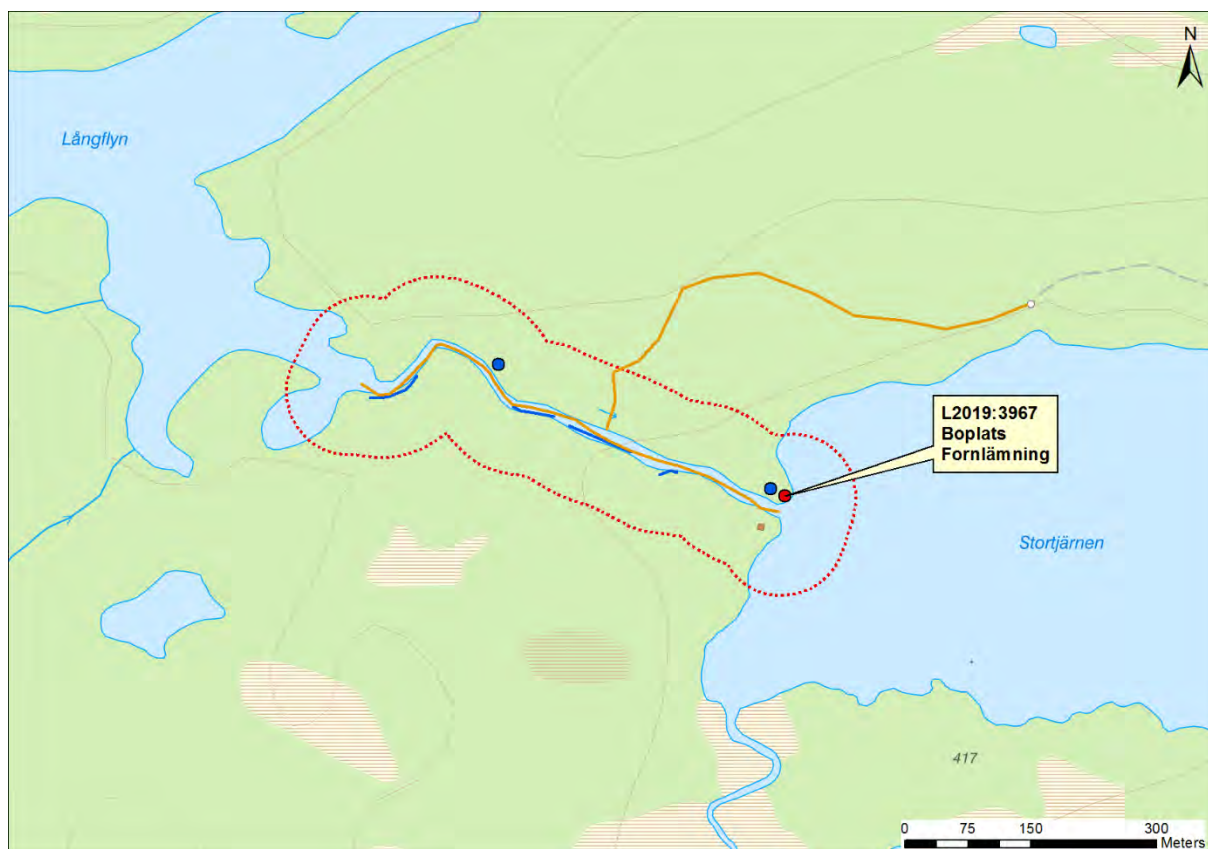 N
Långflyn
L2019:3967
Boplats
Fornlämning
Stortjärnen
417
0 75 150 300
Meters